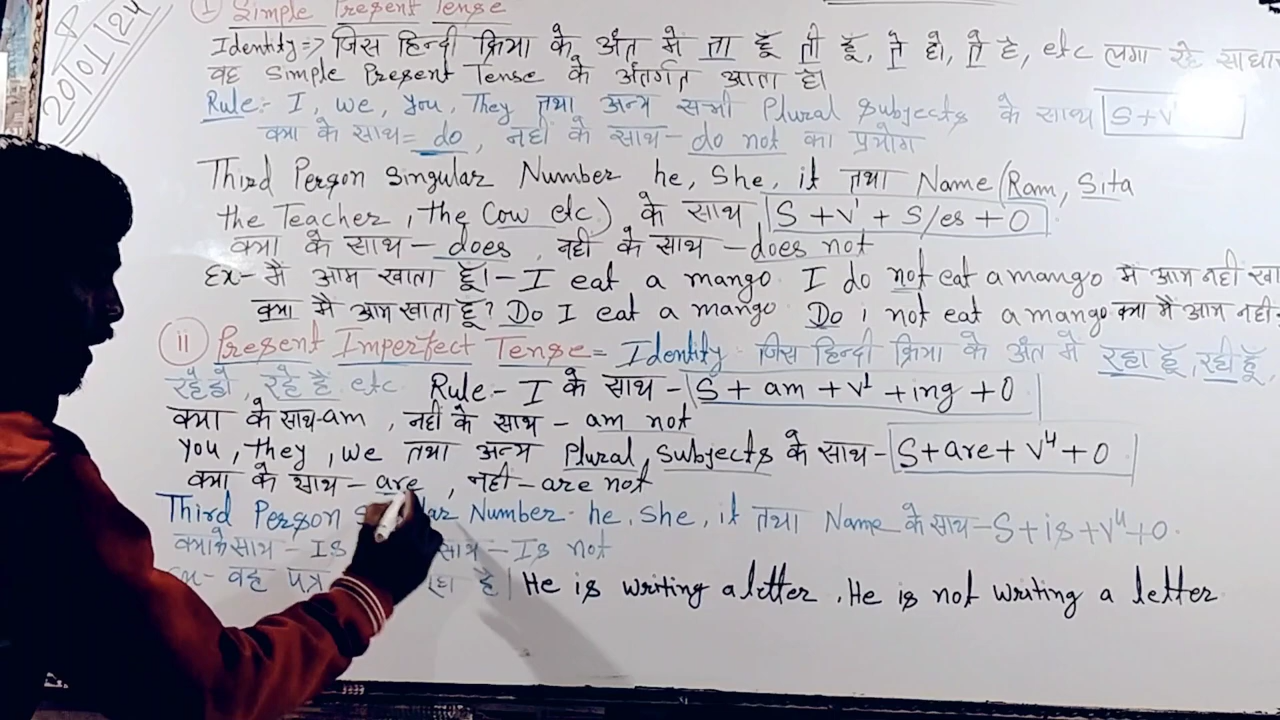 20/01/24
i Simple Present Tense
Identity=> जिस हिन्दी क्रिया के अंत में ता हूँ ती हूँ, ते हो, ते है, etc लगा रहे
वह Simple Present Tense के अंतर्गत आता है।
Rule:- I, we, you, They तथा अन्य सभी Plural Subjects के साथ S+V'
क्या के साथ= do, नहीं के साथ- do not का प्रयोग
Third Person Singular Number he, She, it तथा Name (Ram, Sita
the Teacher, the Cow etc.) के साथ S+V'+S/es+O
क्या के साथ- does, नहीं के साथ -does not
Ex- मैं आम खाता हूँ।- I eat a mango. I do not eat a mango मैं आम नहीं
क्या मैं आम खाता हूँ? Do I eat a mango Do i not eat a mango क्या मैं आम नहीं
ii Present Imperfect Tense= Identity जिस हिन्दी क्रिया के अंत में रहा हूँ, रही हूँ,
रहे हो, रहे है etc Rule:- I के साथ- S+am+V¹+ing+O
क्या के साथ-am, नहीं के साथ - am not
you, they, we तथा अन्य Plural Subjects के साथ- S+are+V⁴+O
क्या के साथ- are, नहीं-are not
Third Person Number- he, She, it तथा Name के साथ-S+is+V⁴+O.
क्या के साथ- Is साथ- Is not
वह पत्र रहा है| He is writing a letter. He is not writing a letter